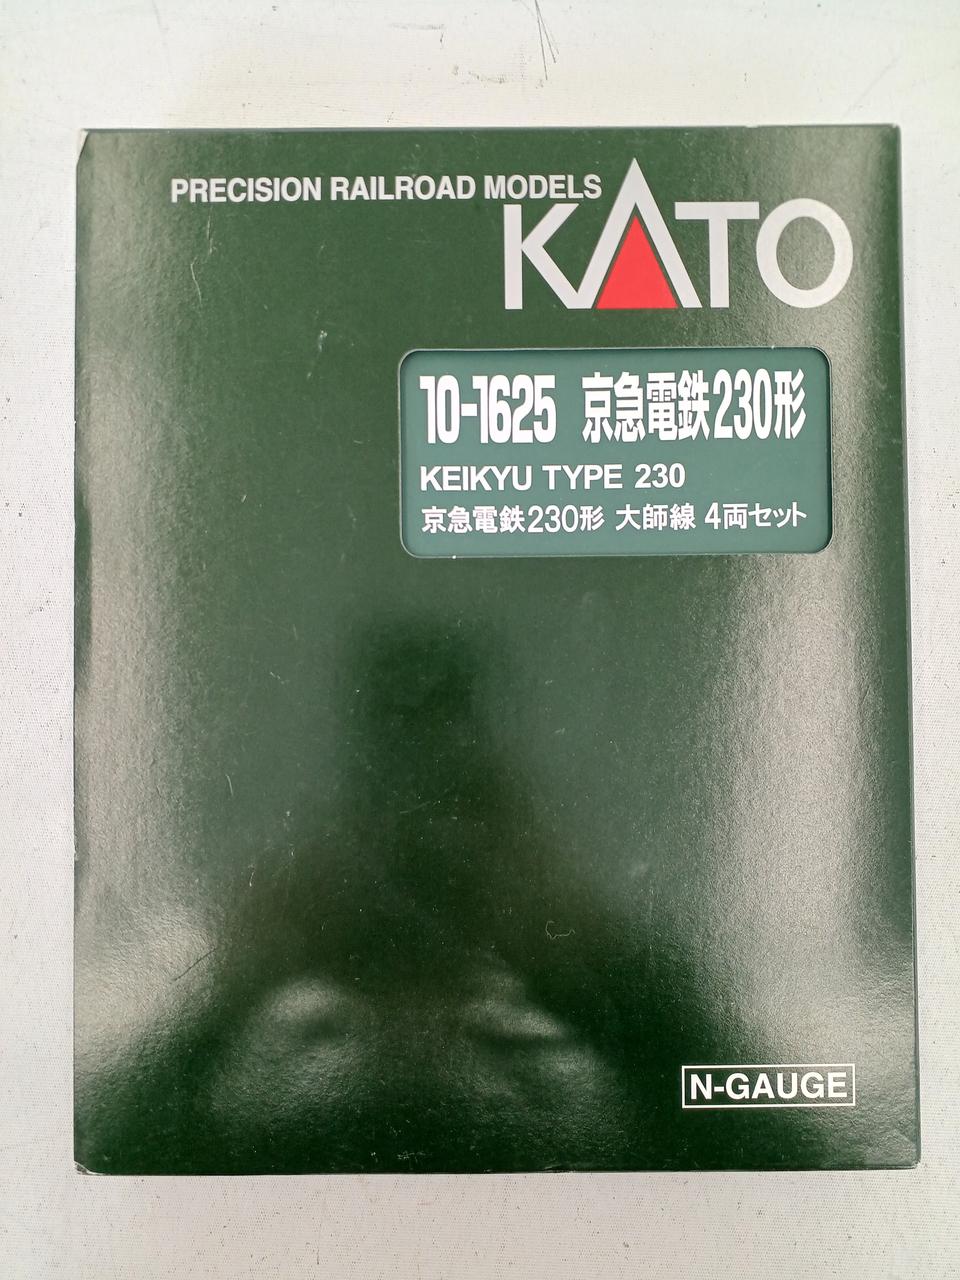 PRECISION RAILROAD MODELS
KATO
10-1625 京急電鉄230形
KEIKYU TYPE 230
京急電鉄230形 大師線 4両セット
N-GAUGE